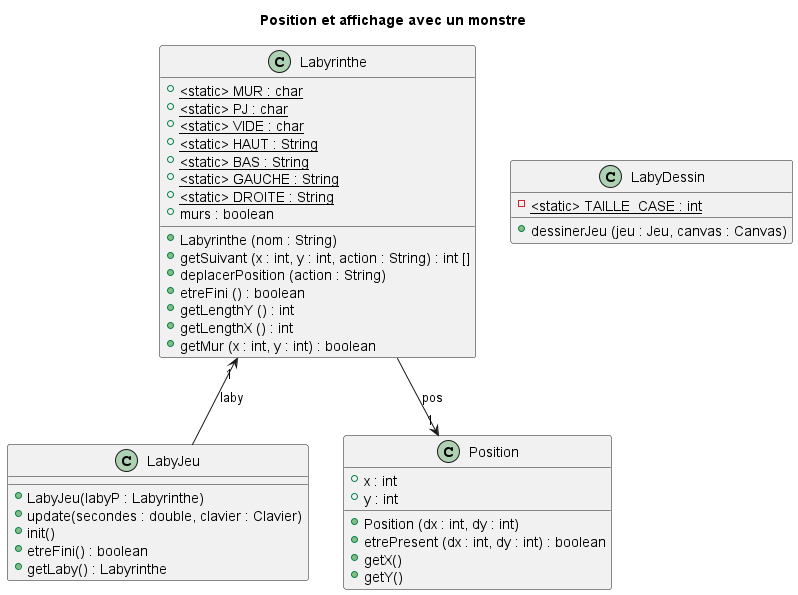 Position et affichage avec un monstre
C Labyrinthe
<static> MUR : char
<static> PJ : char
<static> VIDE : char
<static> HAUT : String
<static> BAS : String
<static> GAUCHE : String
<static> DROITE : String
murs : boolean
Labyrinthe (nom : String)
getSuivant (x : int, y : int, action : String) : int []
deplacerPosition (action : String)
etreFini () : boolean
getLengthY () : int
getLengthX () : int
getMur (x : int, y : int) : boolean
C LabyDessin
<static> TAILLE_CASE : int
dessinerJeu (jeu : Jeu, canvas : Canvas)
1
laby
pos
1
C LabyJeu
LabyJeu(labyP : Labyrinthe)
update(secondes : double, clavier : Clavier)
init()
etreFini() : boolean
getLaby() : Labyrinthe
C Position
x : int
y : int
Position (dx : int, dy : int)
etrePresent (dx : int, dy : int) : boolean
getX()
getY()